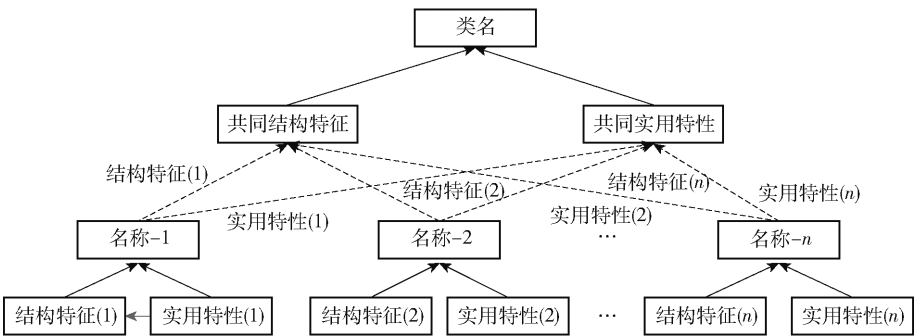 类名
共同结构特征
共同实用特性
结构特征(1)
结构特征(2)
结构特征(n)
实用特性(n)
实用特性(1)
实用特性(2)
名称-1
名称-2
…
名称-n
结构特征(1)
实用特性(1)
结构特征(2)
实用特性(2)
…
结构特征(n)
实用特性(n)